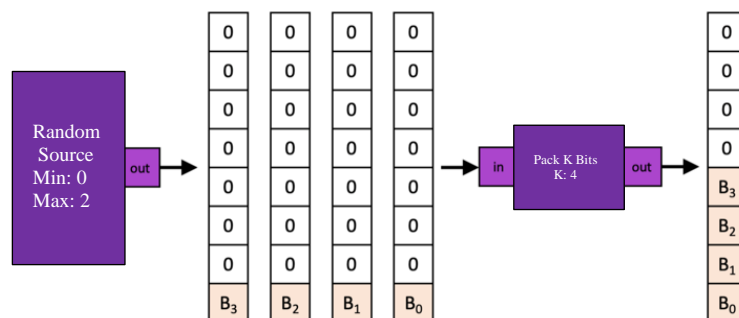 Random
Source
Min: 0
Max: 2
out
0 0 0 0
0 0 0 0
0 0 0 0
0 0 0 0
0 0 0 0
0 0 0 0
0 0 0 0
B₃ B₂ B₁ B₀
in
Pack K Bits
K: 4
out
0
0
0
0
B₃
B₂
B₁
B₀